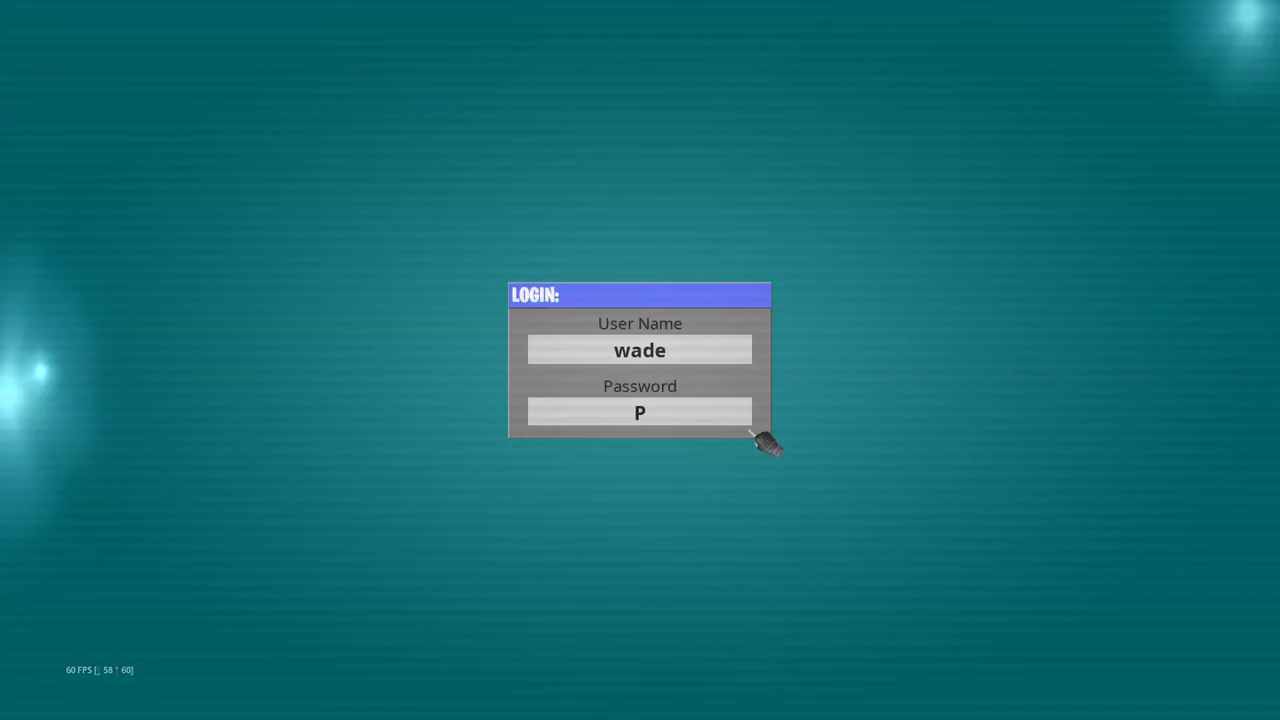 LOGIN:
User Name
wade
Password
P
60 FPS [↓ 58 ↑ 60]